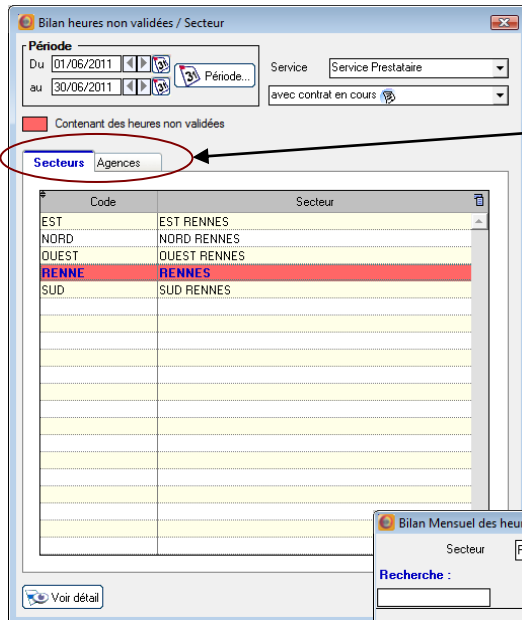 Bilan heures non validées / Secteur
Période
Du 01/06/2011
au 30/06/2011
Période...
Service Service Prestataire
avec contrat en cours
Contenant des heures non validées
Secteurs Agences
Code Secteur
EST EST RENNES
NORD NORD RENNES
OUEST OUEST RENNES
RENNE RENNES
SUD SUD RENNES
Bilan Mensuel des heu
Secteur
Recherche :
Voir détail